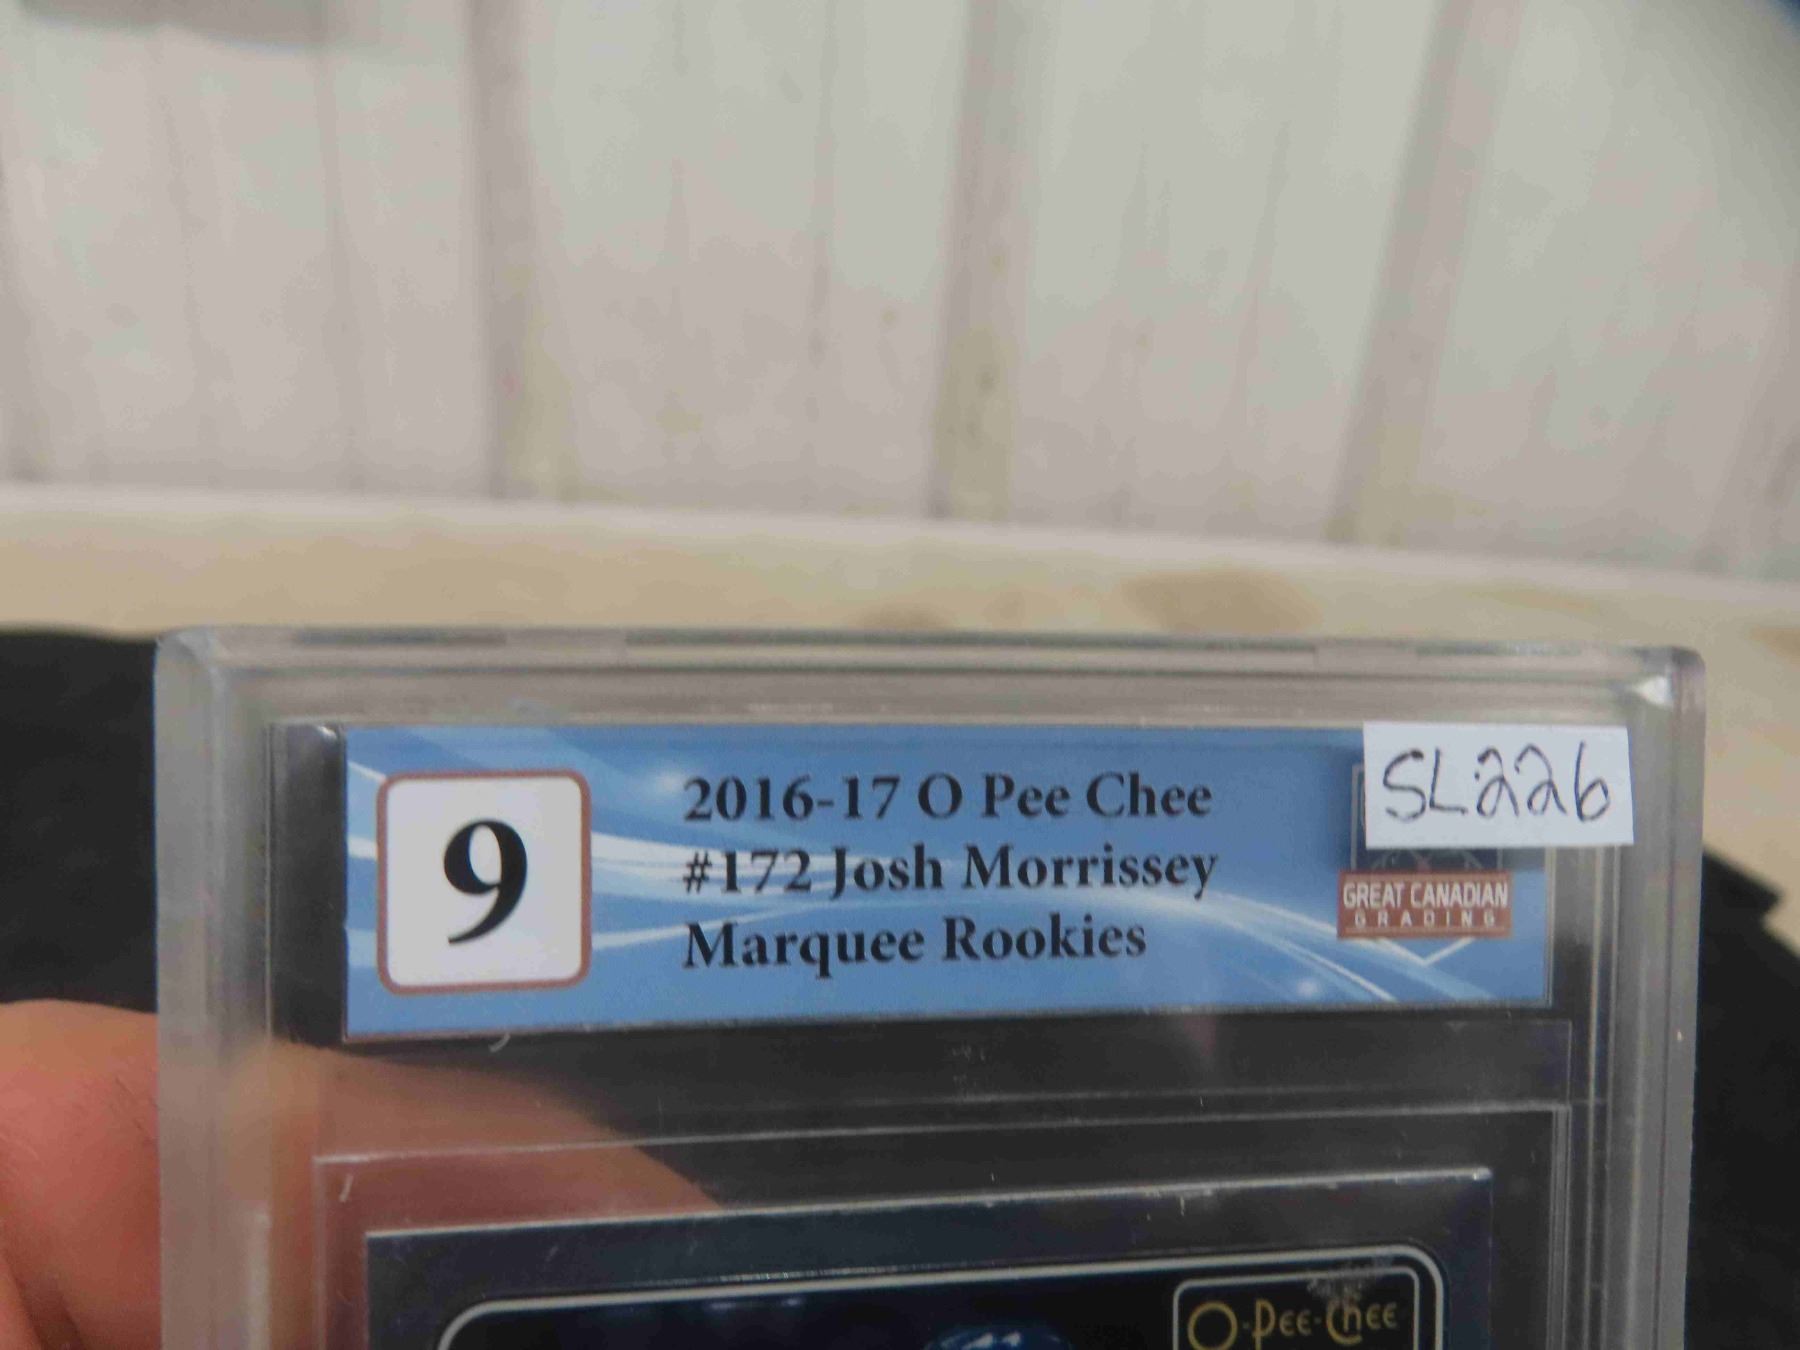 9
2016-17 O Pee Chee
#172 Josh Morrissey
Marquee Rookies
SL226
GREAT CANADIAN
GRADING
O-Pee-Chee